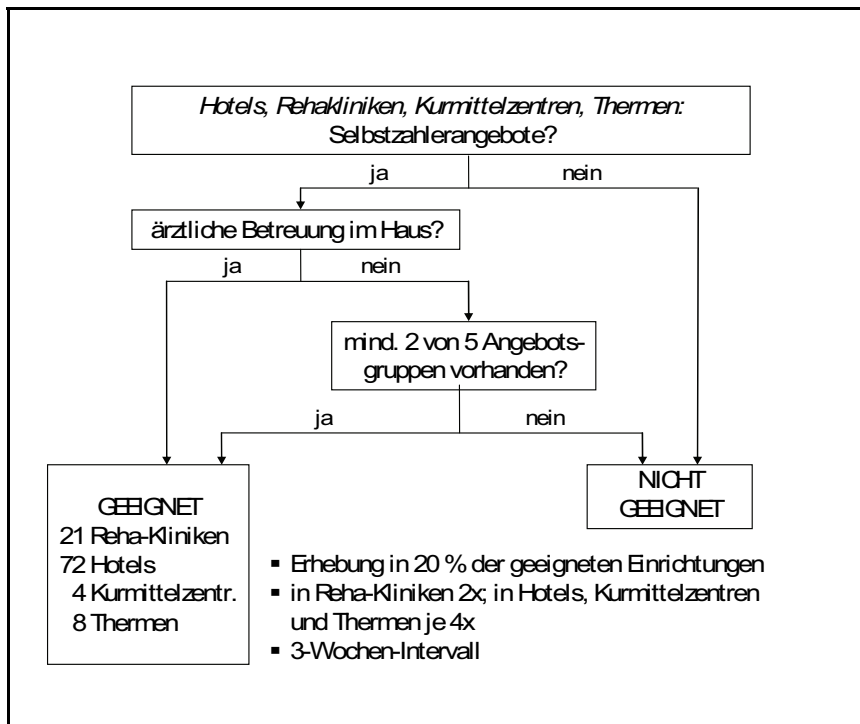 Hotels, Rehakliniken, Kurmittelzentren, Thermen:
Selbstzahlerangebote?
ja
nein
ärztliche Betreuung im Haus?
ja
nein
mind. 2 von 5 Angebots-
gruppen vorhanden?
ja
nein
GEEIGNET
21 Reha-Kliniken
72 Hotels
4 Kurmittelzentr.
8 Thermen
NICHT
GEEIGNET
▪ Erhebung in 20 % der geeigneten Einrichtungen
▪ in Reha-Kliniken 2x; in Hotels, Kurmittelzentren
und Thermen je 4x
▪ 3-Wochen-Intervall